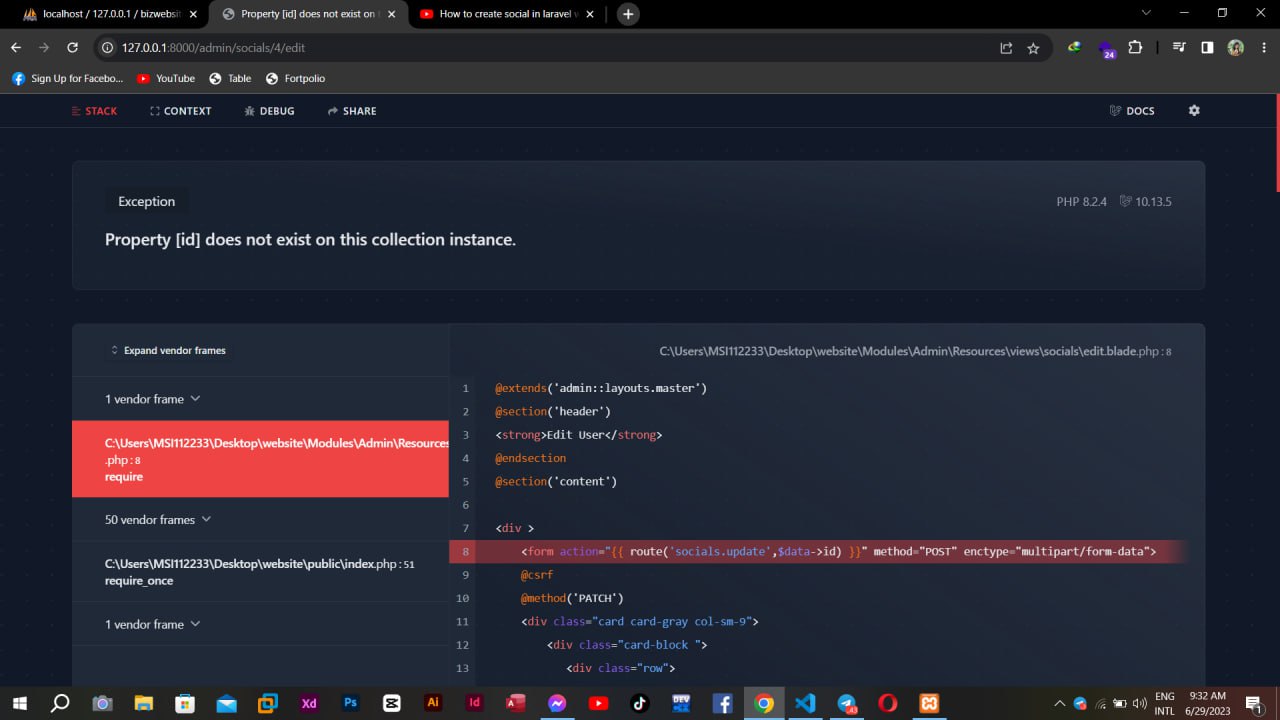 localhost / 127.0.0.1 / bizwebsit
Property [id] does not exist on t
How to create social in laravel v
127.0.0.1:8000/admin/socials/4/edit
24
Sign Up for Facebo...
YouTube
Table
Fortpolio
STACK
CONTEXT
DEBUG
SHARE
DOCS
Exception
PHP 8.2.4
10.13.5
Property [id] does not exist on this collection instance.
Expand vendor frames
1 vendor frame
C:\Users\MSI112233\Desktop\website\Modules\Admin\Resources
.php : 8
require
50 vendor frames
C:\Users\MSI112233\Desktop\website\public\index.php : 51
require_once
1 vendor frame
C:\Users\MSI112233\Desktop\website\Modules\Admin\Resources\views\socials\edit.blade.php : 8
1 @extends('admin::layouts.master')
2 @section('header')
3 <strong>Edit User</strong>
4 @endsection
5 @section('content')
6
7 <div >
8 <form action="{{ route('socials.update',$data->id) }}" method="POST" enctype="multipart/form-data">
9 @csrf
10 @method('PATCH')
11 <div class="card card-gray col-sm-9">
12 <div class="card-block ">
13 <div class="row">
Xd
Ps
Ai
Id
DEV
ENG
INTL
9:32 AM
6/29/2023
1